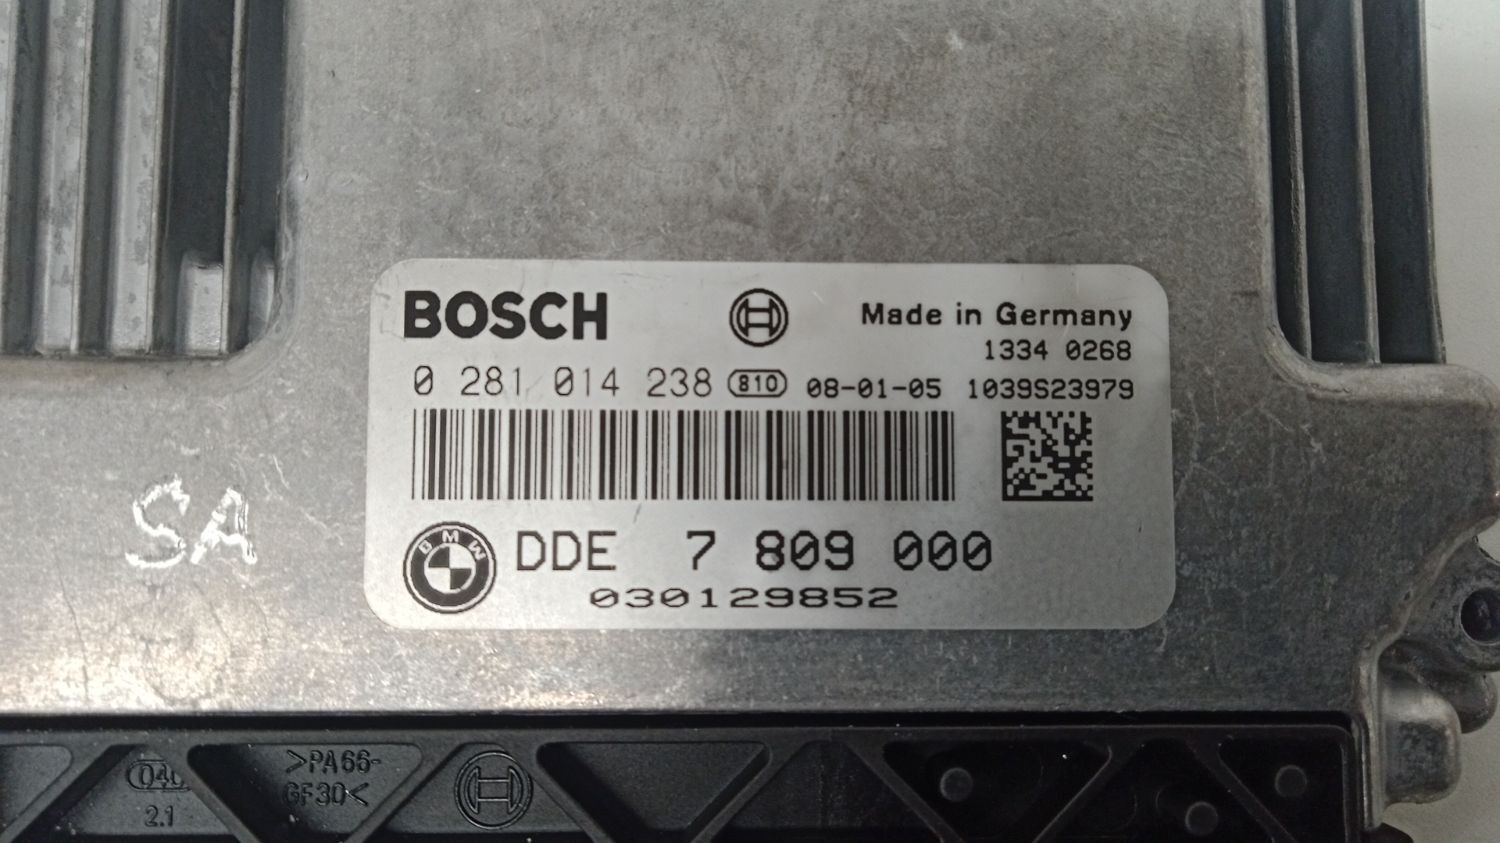 BOSCH
Made in Germany
1334 0268
0 281 014 238 810 08-01-05 1039S23979
SA
BMW
DDE 7 809 000
030129852
>PA66-
GF30<
2.1